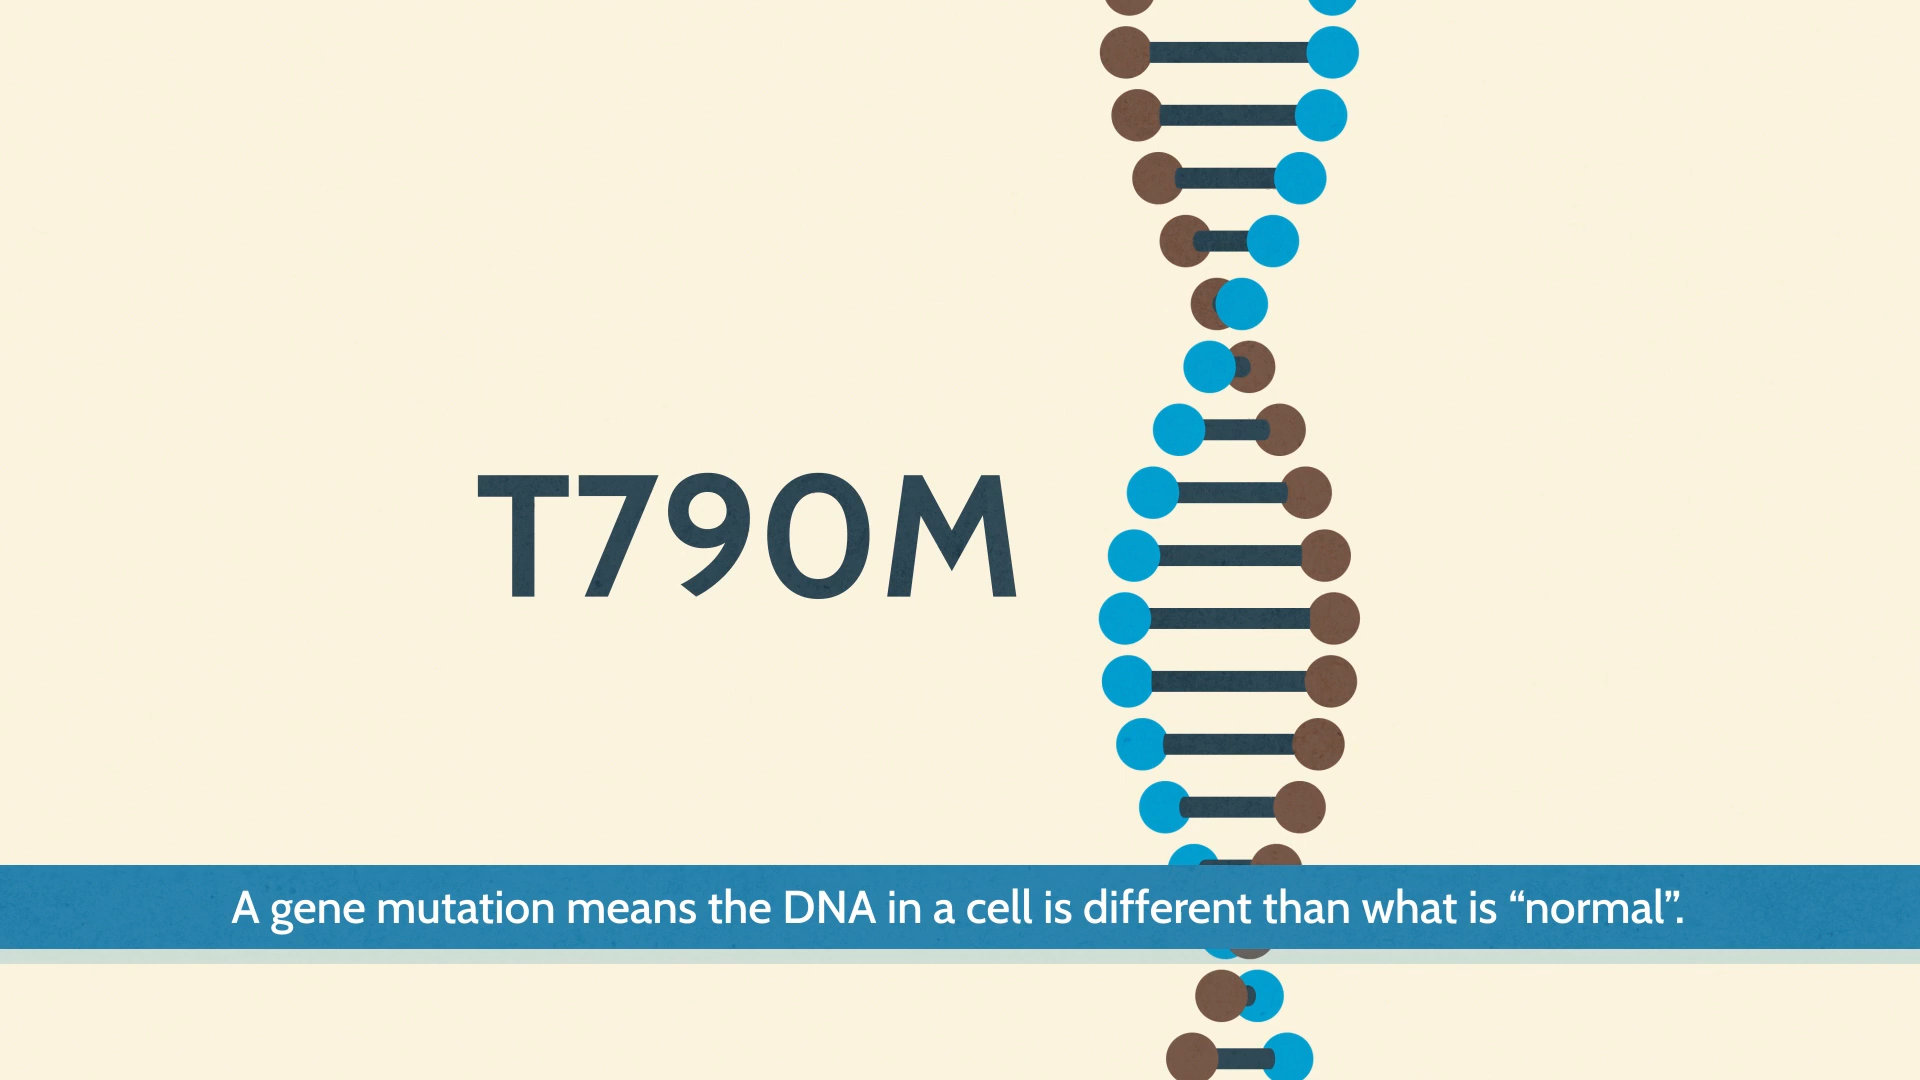 T790M
A gene mutation means the DNA in a cell is different than what is “normal”.